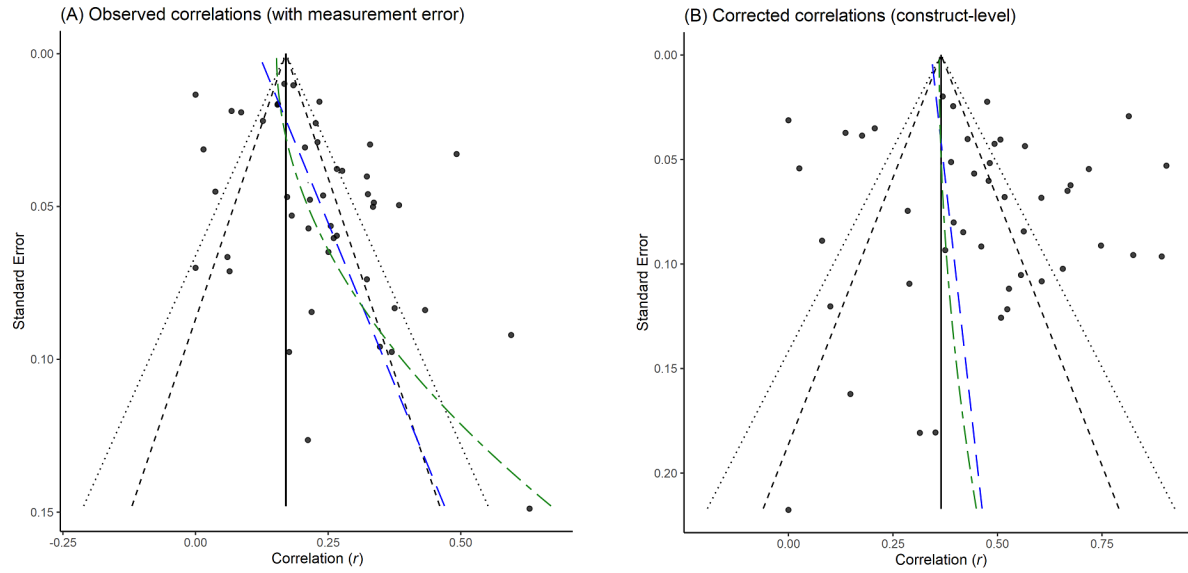 (A) Observed correlations (with measurement error)
0.00
0.05
0.10
0.15
Standard Error
-0.25
0.00
0.25
0.50
Correlation (r)
(B) Corrected correlations (construct-level)
0.00
0.05
0.10
0.15
0.20
Standard Error
0.00
0.25
0.50
0.75
Correlation (r)